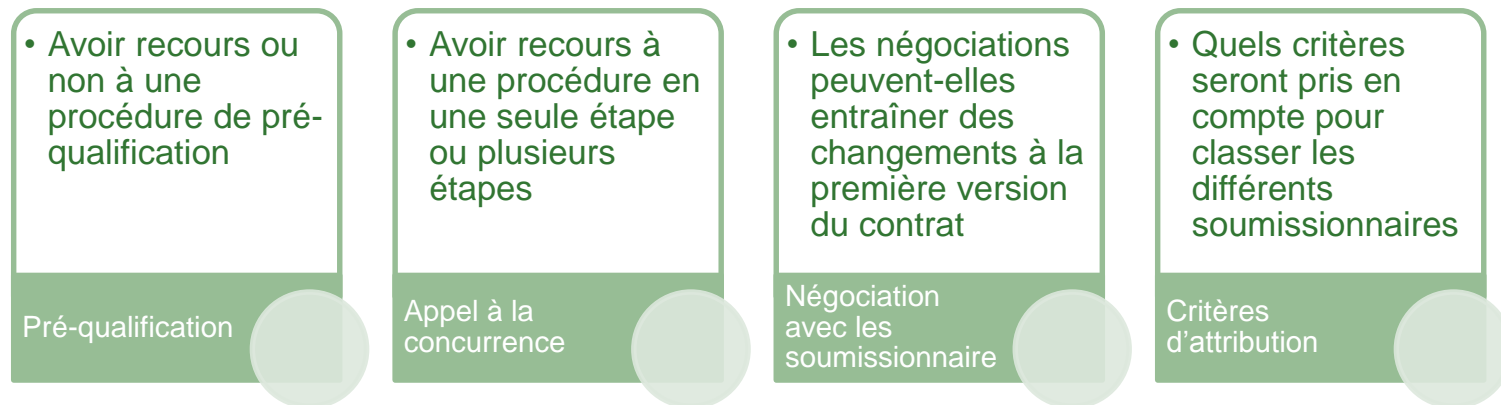 • Avoir recours ou
non à une
procédure de pré-
qualification
Pré-qualification
• Avoir recours à
une procédure en
une seule étape
ou plusieurs
étapes
Appel à la
concurrence
• Les négociations
peuvent-elles
entraîner des
changements à la
première version
du contrat
Négociation
avec les
soumissionnaire
• Quels critères
seront pris en
compte pour
classer les
différents
soumissionnaires
Critères
d'attribution